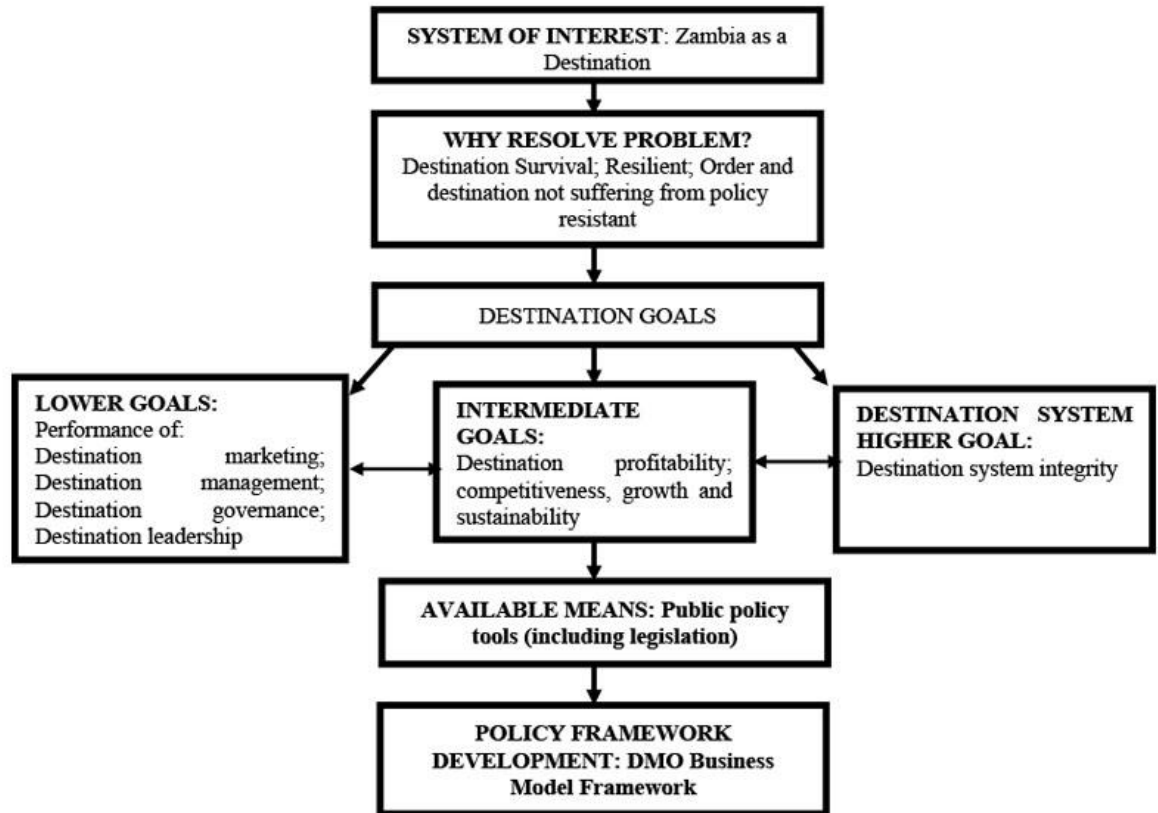 SYSTEM OF INTEREST: Zambia as a
Destination
WHY RESOLVE PROBLEM?
Destination Survival; Resilient; Order and
destination not suffering from policy
resistant
DESTINATION GOALS
LOWER GOALS:
Performance of:
Destination marketing;
Destination management;
Destination governance;
Destination leadership
INTERMEDIATE
GOALS:
Destination profitability;
competitiveness, growth and
sustainability
DESTINATION SYSTEM
HIGHER GOAL:
Destination system integrity
AVAILABLE MEANS: Public policy
tools (including legislation)
POLICY FRAMEWORK
DEVELOPMENT: DMO Business
Model Framework